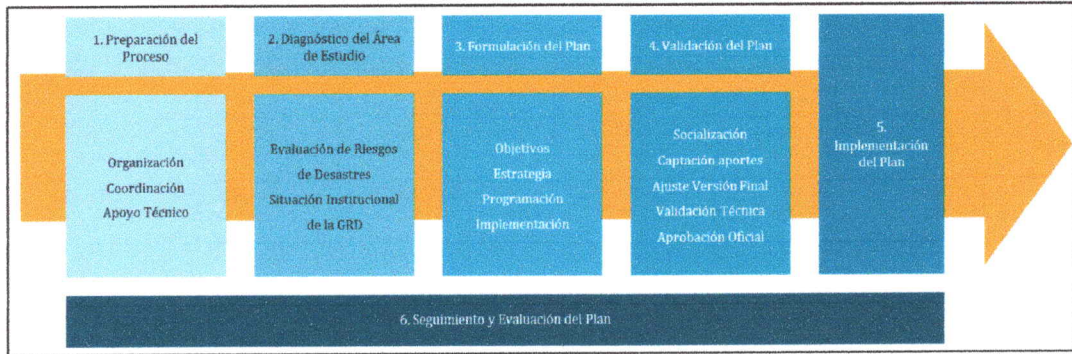 1. Preparación del
Proceso
2. Diagnóstico del Área
de Estudio
3. Formulación del Plan
4. Validación del Plan
Organización
Coordinación
Apoyo Técnico
Evaluación de Riesgos
de Desastres
Situación Institucional
de la GRD
Objetivos
Estrategia
Programación
Implementación
Socialización
Captación aportes
Ajuste Versión Final
Validación Técnica
Aprobación Oficial
5.
Implementación
del Plan
6. Seguimiento y Evaluación del Plan